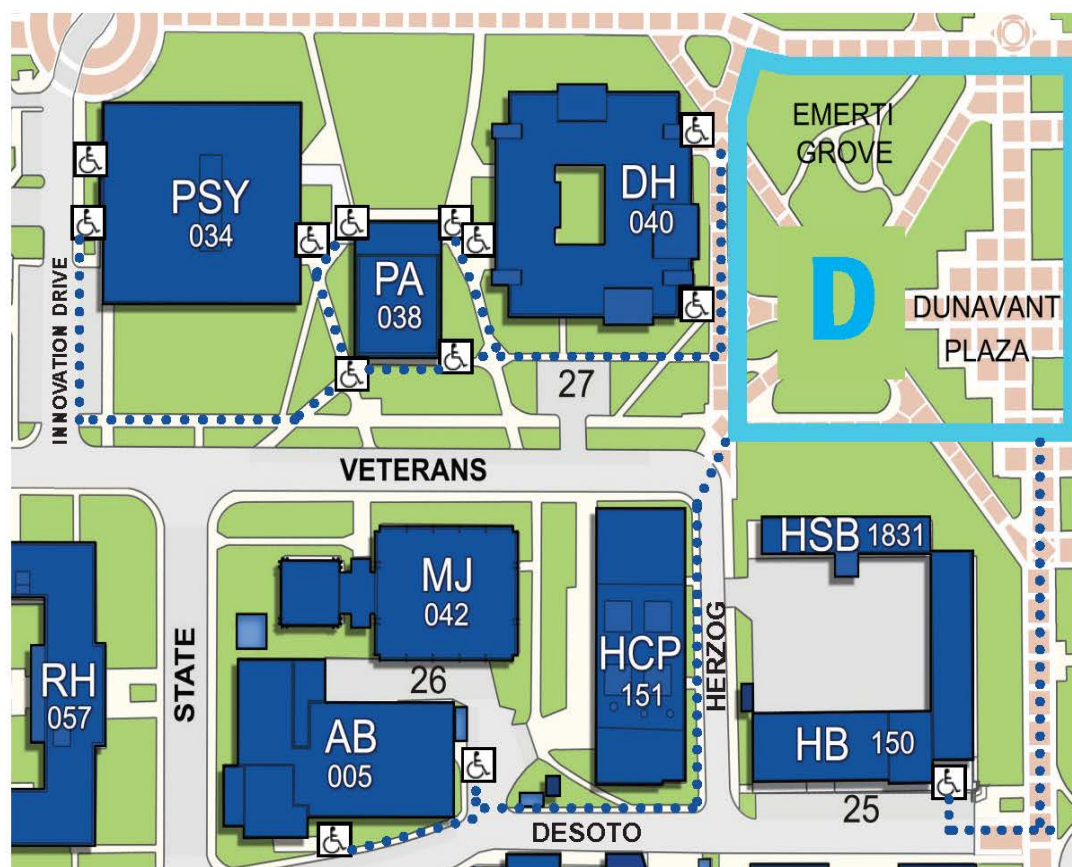 EMERTI
GROVE
PSY
034
DH
040
PA
038
D
DUNAVANT
PLAZA
INNOVATION DRIVE
27
VETERANS
HSB 1831
MJ
042
HCP
151
HERZOG
STATE
RH
057
26
AB
005
HB 150
25
DESOTO